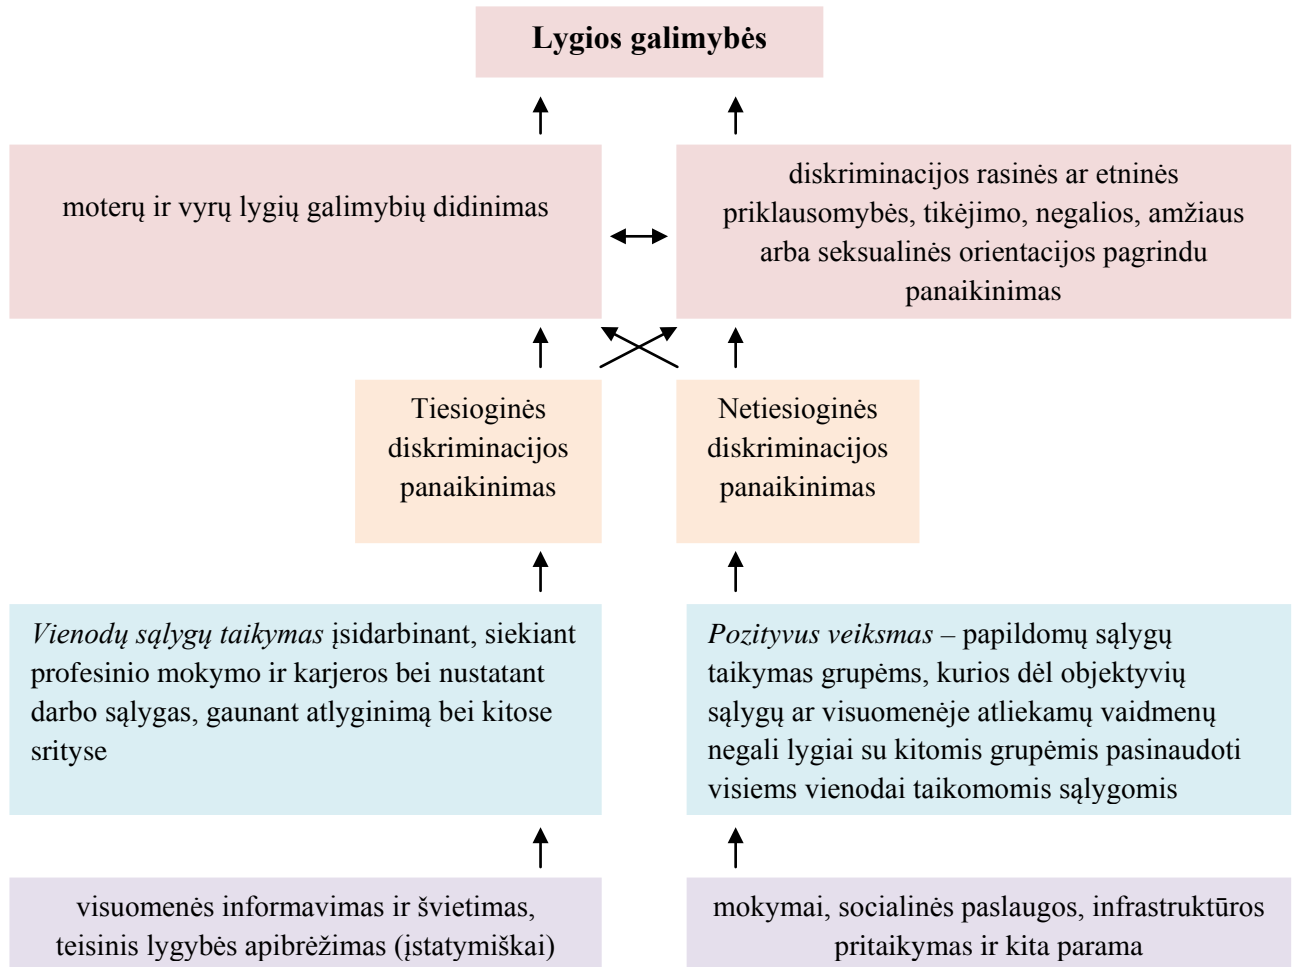 Lygios galimybės
moterų ir vyrų lygių galimybių didinimas
diskriminacijos rasinės ar etninės
priklausomybės, tikėjimo, negalios, amžiaus
arba seksualinės orientacijos pagrindu
panaikinimas
Tiesioginės
diskriminacijos
panaikinimas
Netiesioginės
diskriminacijos
panaikinimas
Vienodų sąlygų taikymas įsidarbinant, siekiant
profesinio mokymo ir karjeros bei nustatant
darbo sąlygas, gaunant atlyginimą bei kitose
srityse
Pozityvus veiksmas – papildomų sąlygų
taikymas grupėms, kurios dėl objektyvių
sąlygų ar visuomenėje atliekamų vaidmenų
negali lygiai su kitomis grupėmis pasinaudoti
visiems vienodai taikomomis sąlygomis
visuomenės informavimas ir švietimas,
teisinis lygybės apibrėžimas (įstatymiškai)
mokymai, socialinės paslaugos, infrastruktūros
pritaikymas ir kita parama